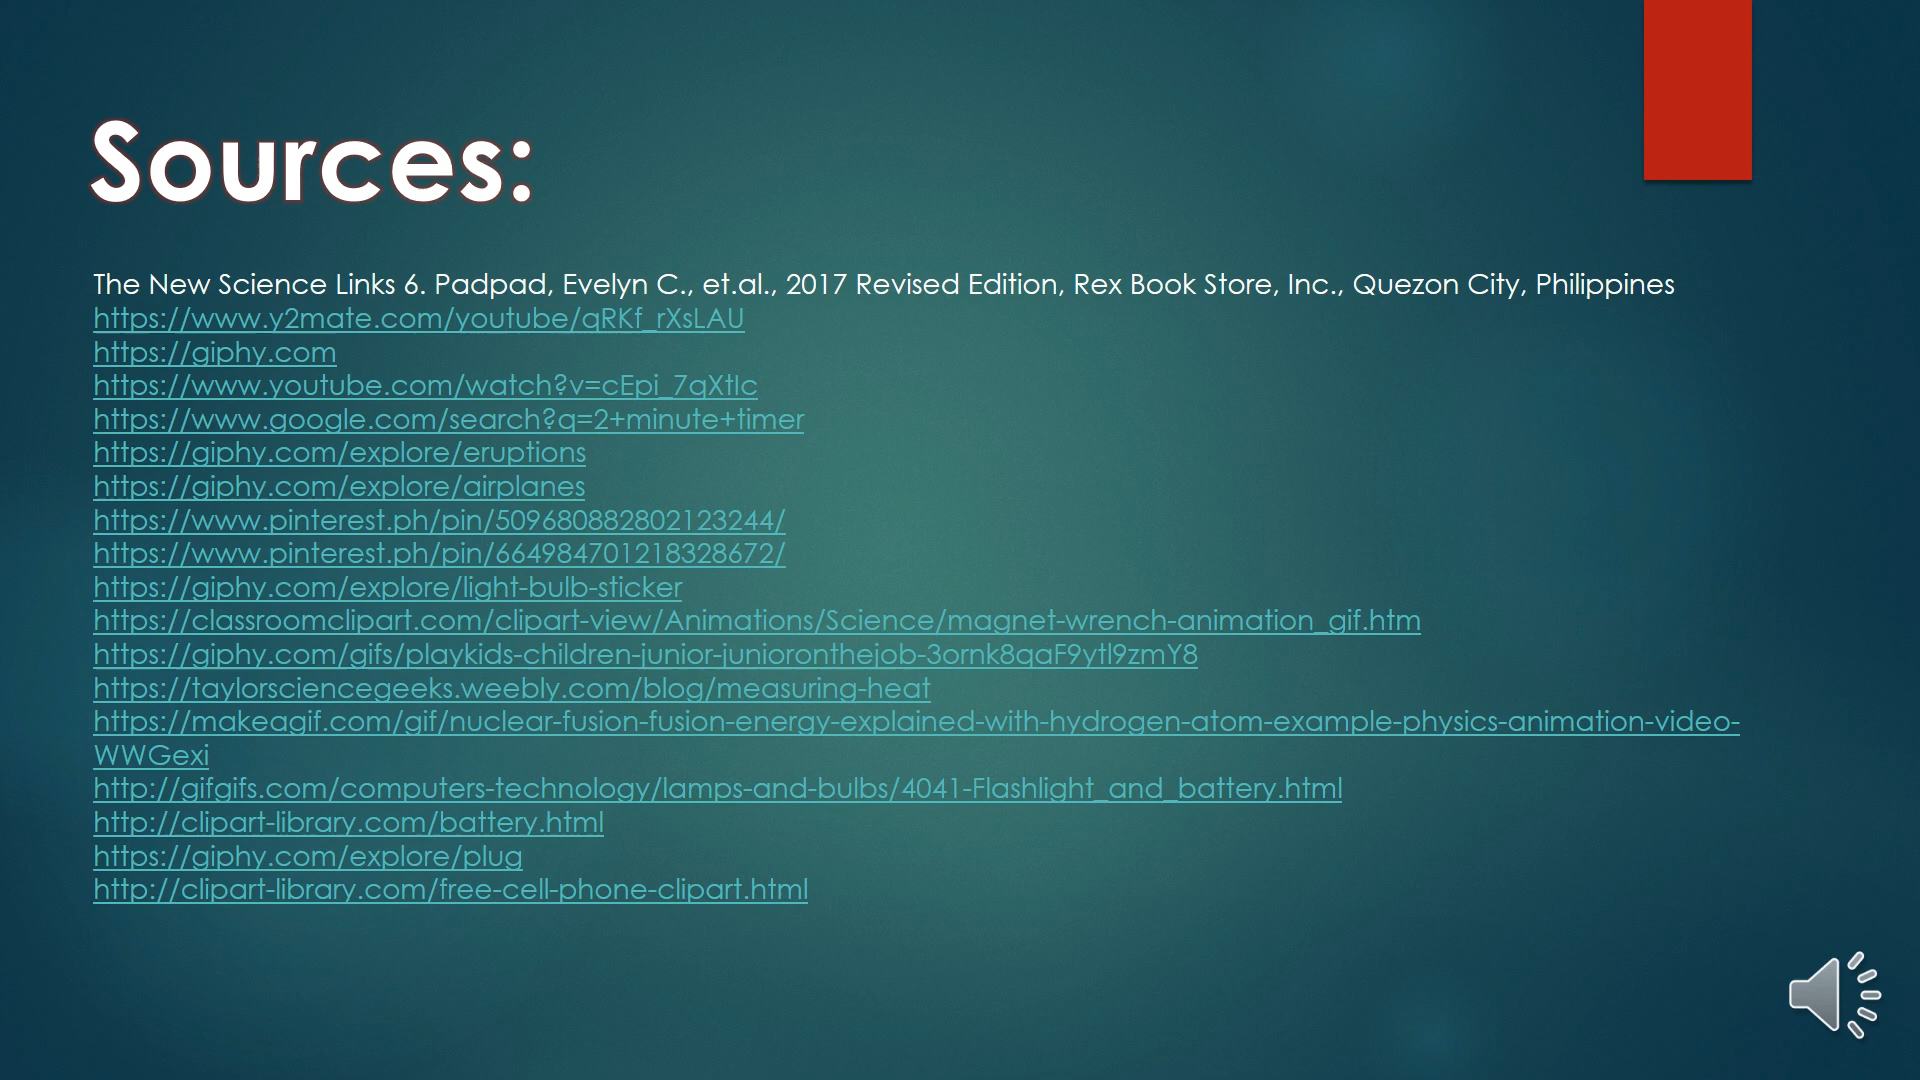 Sources:
The New Science Links 6. Padpad, Evelyn C., et.al., 2017 Revised Edition, Rex Book Store, Inc., Quezon City, Philippines
https://www.y2mate.com/youtube/qRKf_rXsLAU
https://giphy.com
https://www.youtube.com/watch?v=cEpi_7qXtIc
https://www.google.com/search?q=2+minute+timer
https://giphy.com/explore/eruptions
https://giphy.com/explore/airplanes
https://www.pinterest.ph/pin/509680882802123244/
https://www.pinterest.ph/pin/664984701218328672/
https://giphy.com/explore/light-bulb-sticker
https://classroomclipart.com/clipart-view/Animations/Science/magnet-wrench-animation_gif.htm
https://giphy.com/gifs/playkids-children-junior-junioronthejob-3ornk8qaF9ytl9zmY8
https://taylorsciencegeeks.weebly.com/blog/measuring-heat
https://makeagif.com/gif/nuclear-fusion-fusion-energy-explained-with-hydrogen-atom-example-physics-animation-video-
WWGexi
http://gifgifs.com/computers-technology/lamps-and-bulbs/4041-Flashlight_and_battery.html
http://clipart-library.com/battery.html
https://giphy.com/explore/plug
http://clipart-library.com/free-cell-phone-clipart.html